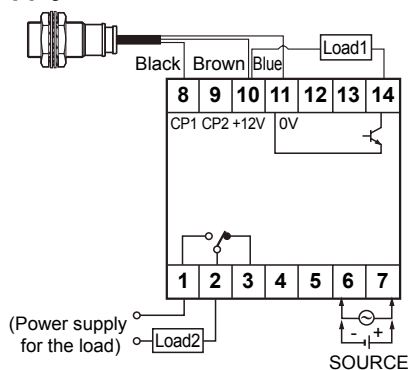 Black Brown Blue Load1
8 9 10 11 12 13 14
CP1 CP2 +12V 0V
1 2 3 4 5 6 7
(Power supply
for the load)
Load2
- +
SOURCE